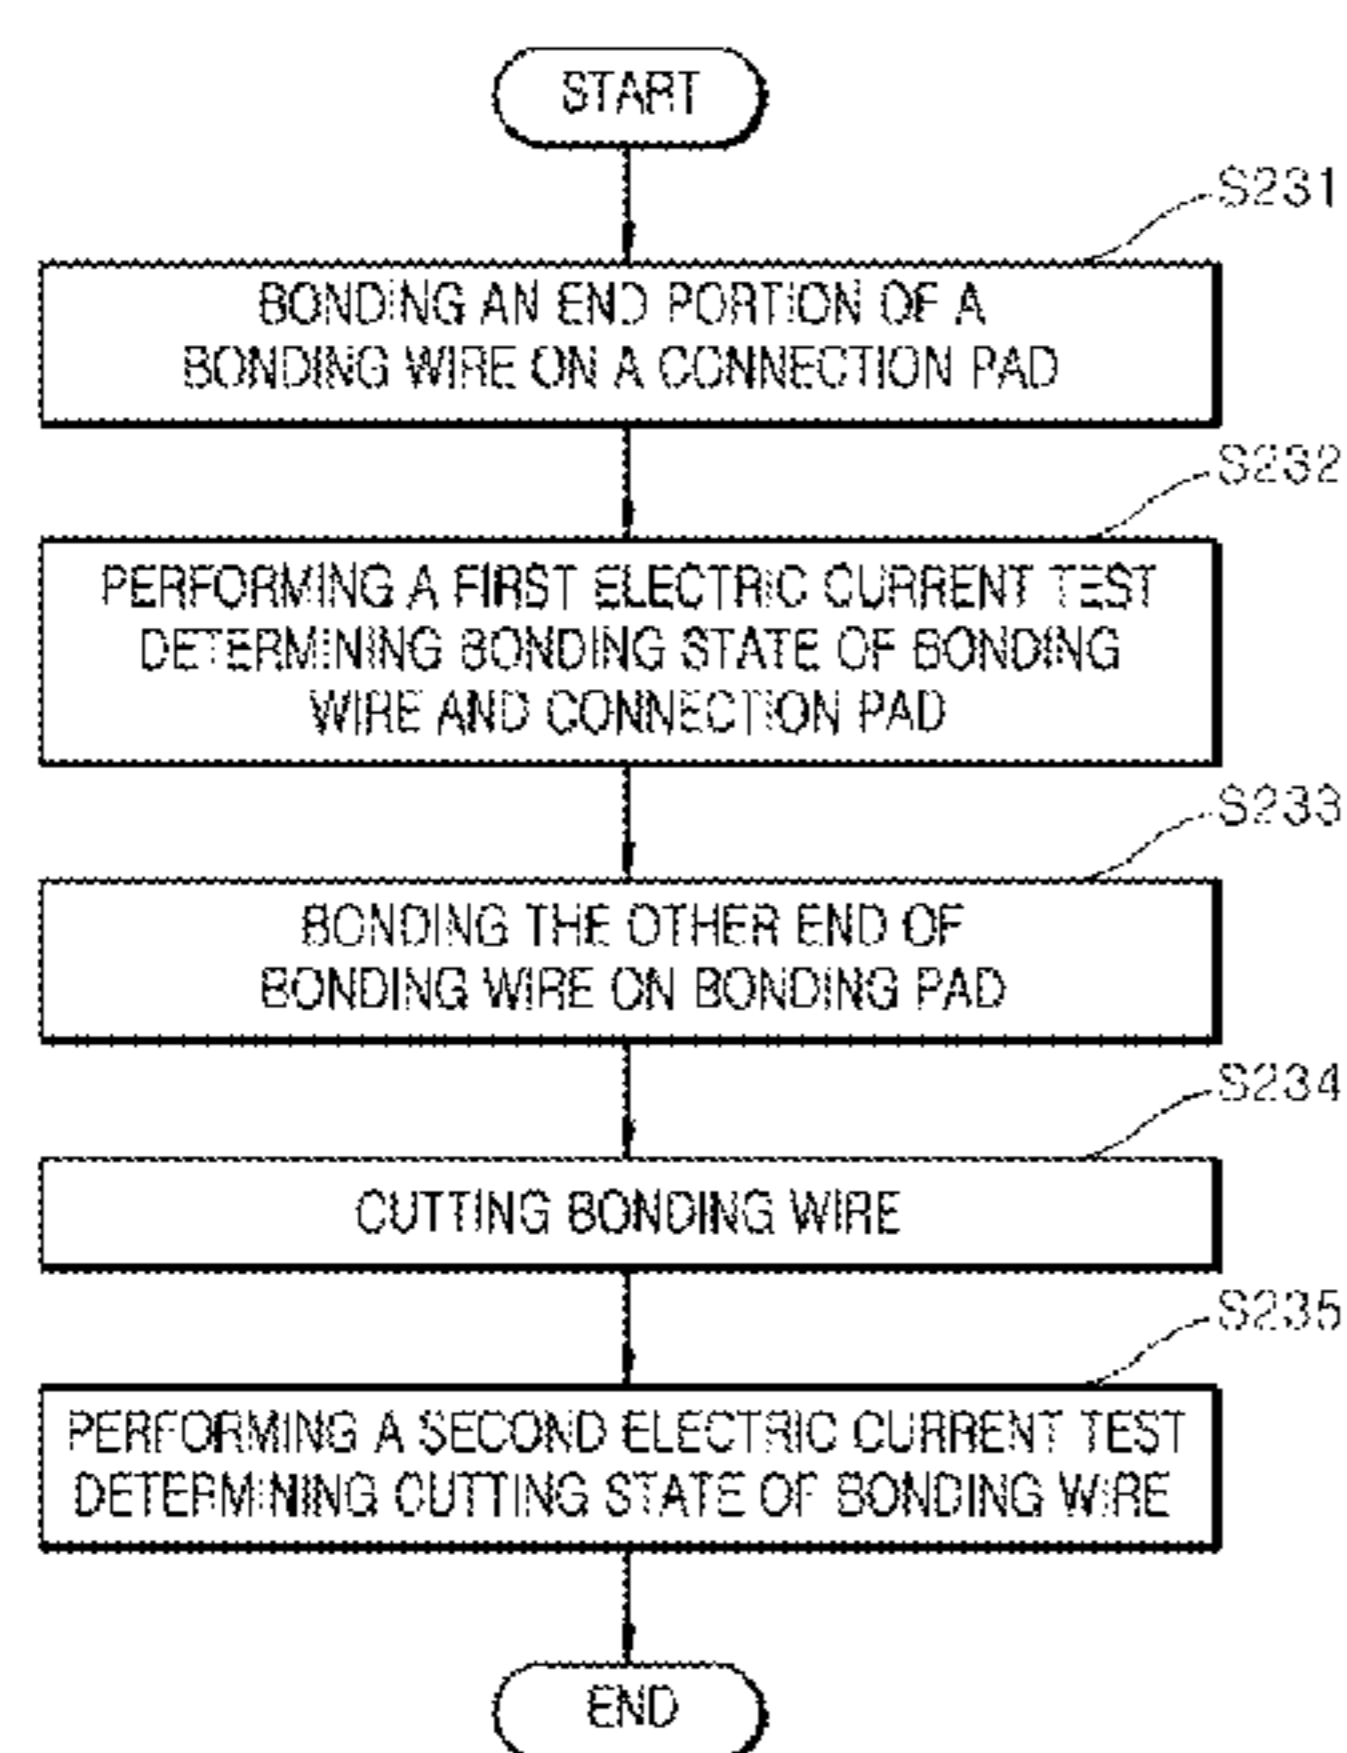 START
S231
BONDING AN END PORTION OF A
BONDING WIRE ON A CONNECTION PAD
S232
PERFORMING A FIRST ELECTRIC CURRENT TEST
DETERMINING BONDING STATE OF BONDING
WIRE AND CONNECTION PAD
S233
BONDING THE OTHER END OF
BONDING WIRE ON BONDING PAD
S234
CUTTING BONDING WIRE
S235
PERFORMING A SECOND ELECTRIC CURRENT TEST
DETERMINING CUTTING STATE OF BONDING WIRE
END